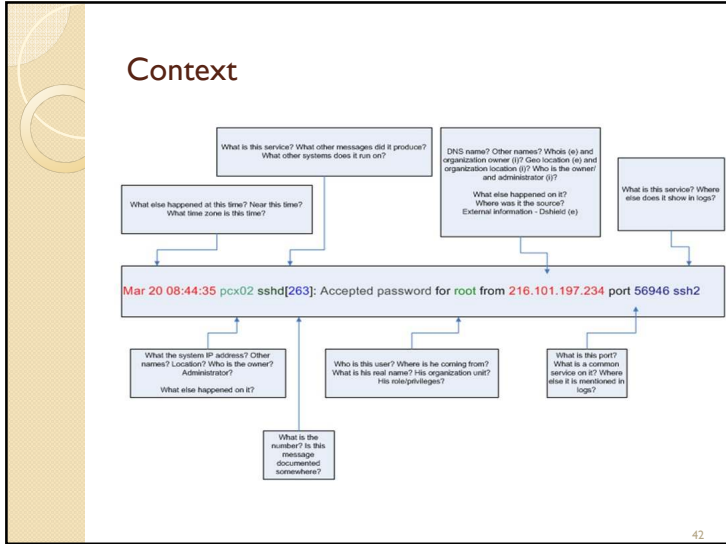 Context
What is this service? What other messages did it produce?
What other systems does it run on?
DNS name? Other names? Whois (e) and
organization owner (i)? Geo location (e) and
organization location (i)? Who is the owner/
and administrator (i)?
What else happened on it?
Where was it the source?
External information - Dshield (e)
What is this service? Where
else does it show in logs?
What else happened at this time? Near this time?
What time zone is this time?
Mar 20 08:44:35 pcx02 sshd[263]: Accepted password for root from 216.101.197.234 port 56946 ssh2
What the system IP address? Other
names? Location? Who is the owner?
Administrator?
What else happened on it?
Who is this user? Where is he coming from?
What is his real name? His organization unit?
His role/privileges?
What is this port?
What is a common
service on it? Where
else it is mentioned in
logs?
What is the
number? Is this
message
documented
somewhere?
42